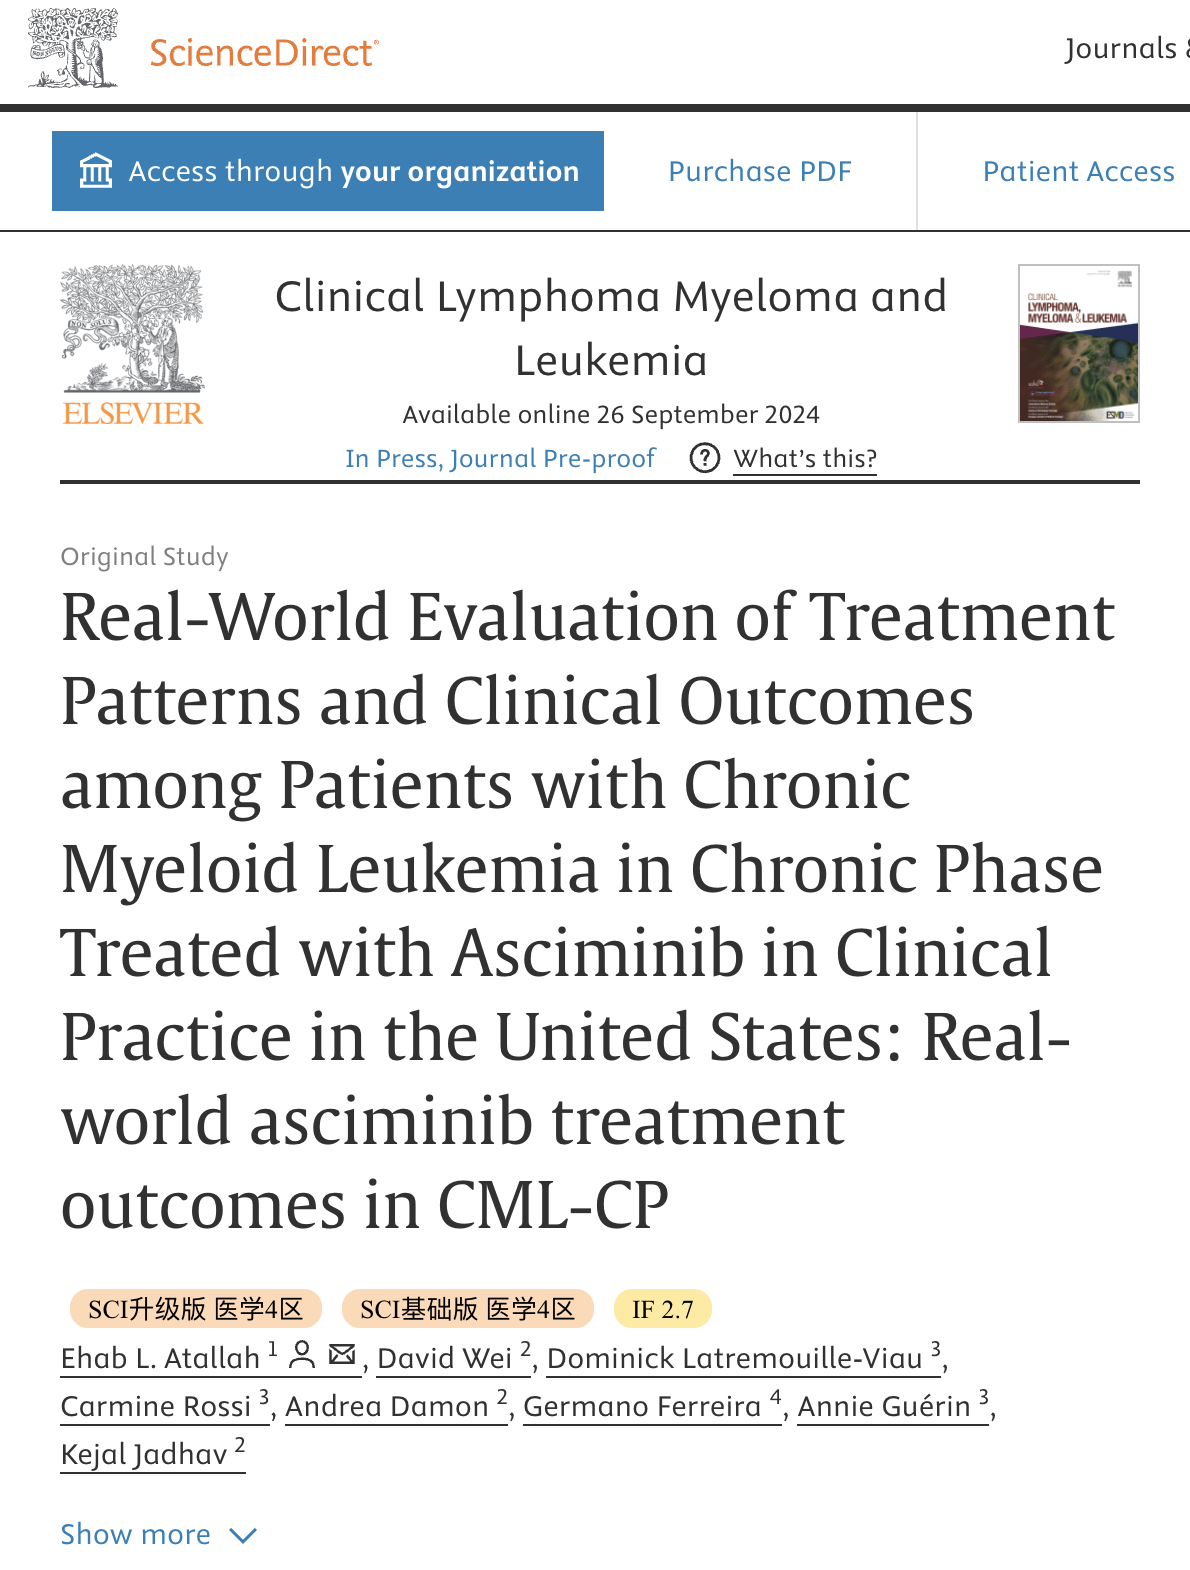 ScienceDirect®
Journals &
Access through your organization
Purchase PDF
Patient Access
ELSEVIER
Clinical Lymphoma Myeloma and
Leukemia
Available online 26 September 2024
In Press, Journal Pre-proof
What's this?
CLINICAL
LYMPHOMA,
MYELOMA & LEUKEMIA
Original Study
Real-World Evaluation of Treatment
Patterns and Clinical Outcomes
among Patients with Chronic
Myeloid Leukemia in Chronic Phase
Treated with Asciminib in Clinical
Practice in the United States: Real-
world asciminib treatment
outcomes in CML-CP
SCI升级版 医学4区 SCI基础版 医学4区 IF 2.7
Ehab L. Atallah 1, David Wei 2, Dominick Latremouille-Viau 3,
Carmine Rossi 3, Andrea Damon 2, Germano Ferreira 4, Annie Guérin 3,
Kejal Jadhav 2
Show more